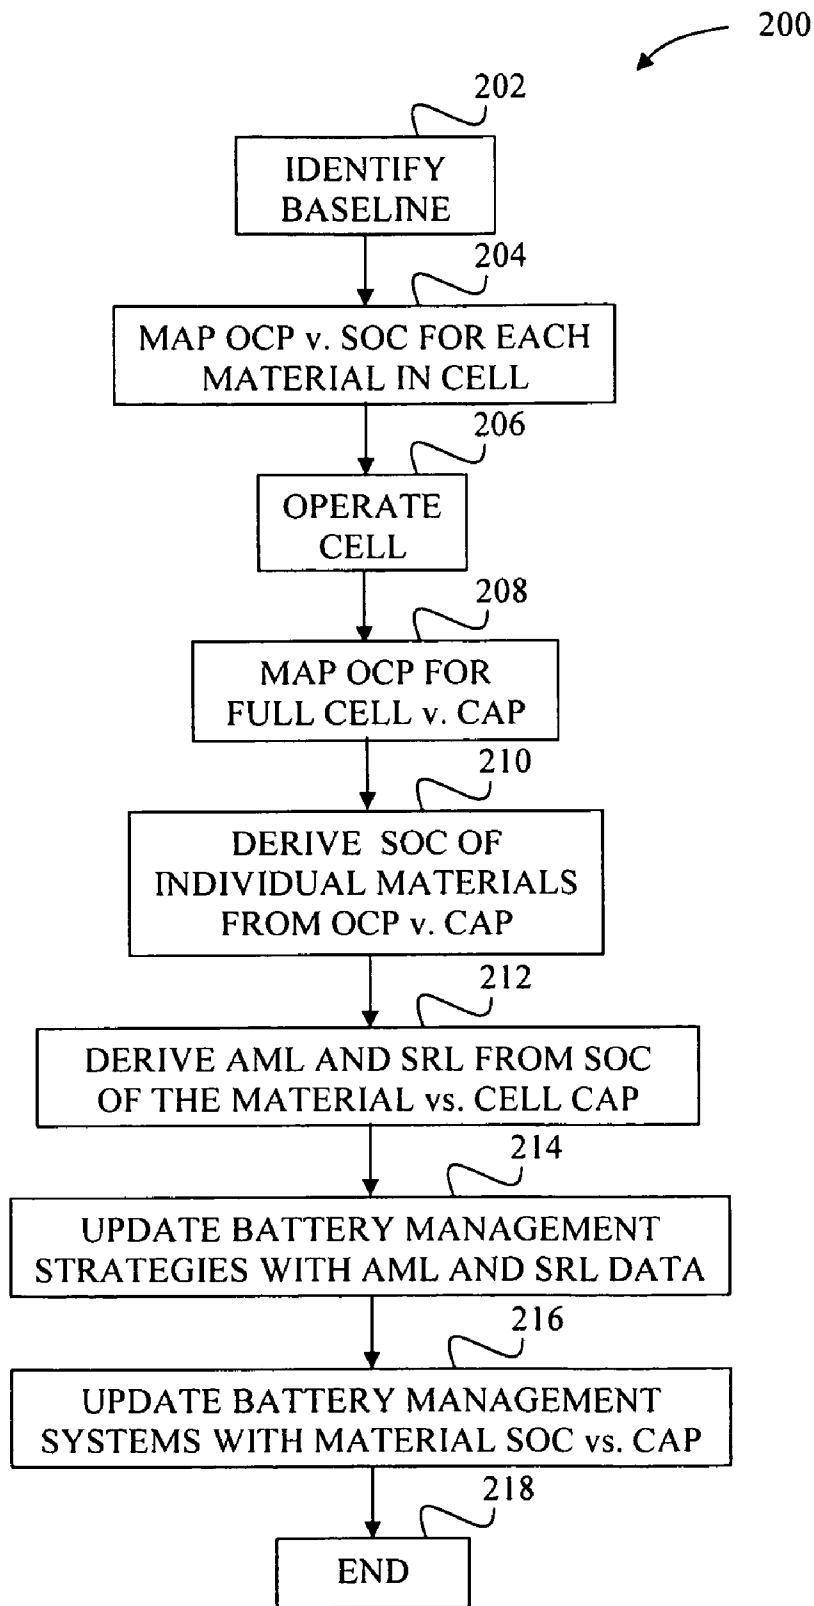 200
202
IDENTIFY
BASELINE
204
MAP OCP v. SOC FOR EACH
MATERIAL IN CELL
206
OPERATE
CELL
208
MAP OCP FOR
FULL CELL v. CAP
210
DERIVE SOC OF
INDIVIDUAL MATERIALS
FROM OCP v. CAP
212
DERIVE AML AND SRL FROM SOC
OF THE MATERIAL vs. CELL CAP
214
UPDATE BATTERY MANAGEMENT
STRATEGIES WITH AML AND SRL DATA
216
UPDATE BATTERY MANAGEMENT
SYSTEMS WITH MATERIAL SOC vs. CAP
218
END